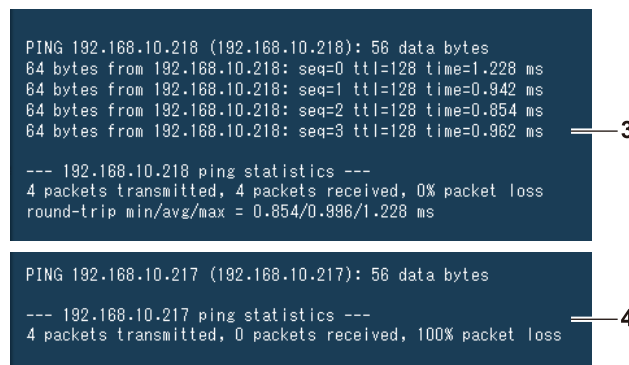 PING 192.168.10.218 (192.168.10.218): 56 data bytes
64 bytes from 192.168.10.218: seq=0 ttl=128 time=1.228 ms
64 bytes from 192.168.10.218: seq=1 ttl=128 time=0.942 ms
64 bytes from 192.168.10.218: seq=2 ttl=128 time=0.854 ms
64 bytes from 192.168.10.218: seq=3 ttl=128 time=0.962 ms
3
--- 192.168.10.218 ping statistics ---
4 packets transmitted, 4 packets received, 0% packet loss
round-trip min/avg/max = 0.854/0.996/1.228 ms
PING 192.168.10.217 (192.168.10.217): 56 data bytes
--- 192.168.10.217 ping statistics ---
4
4 packets transmitted, 0 packets received, 100% packet loss